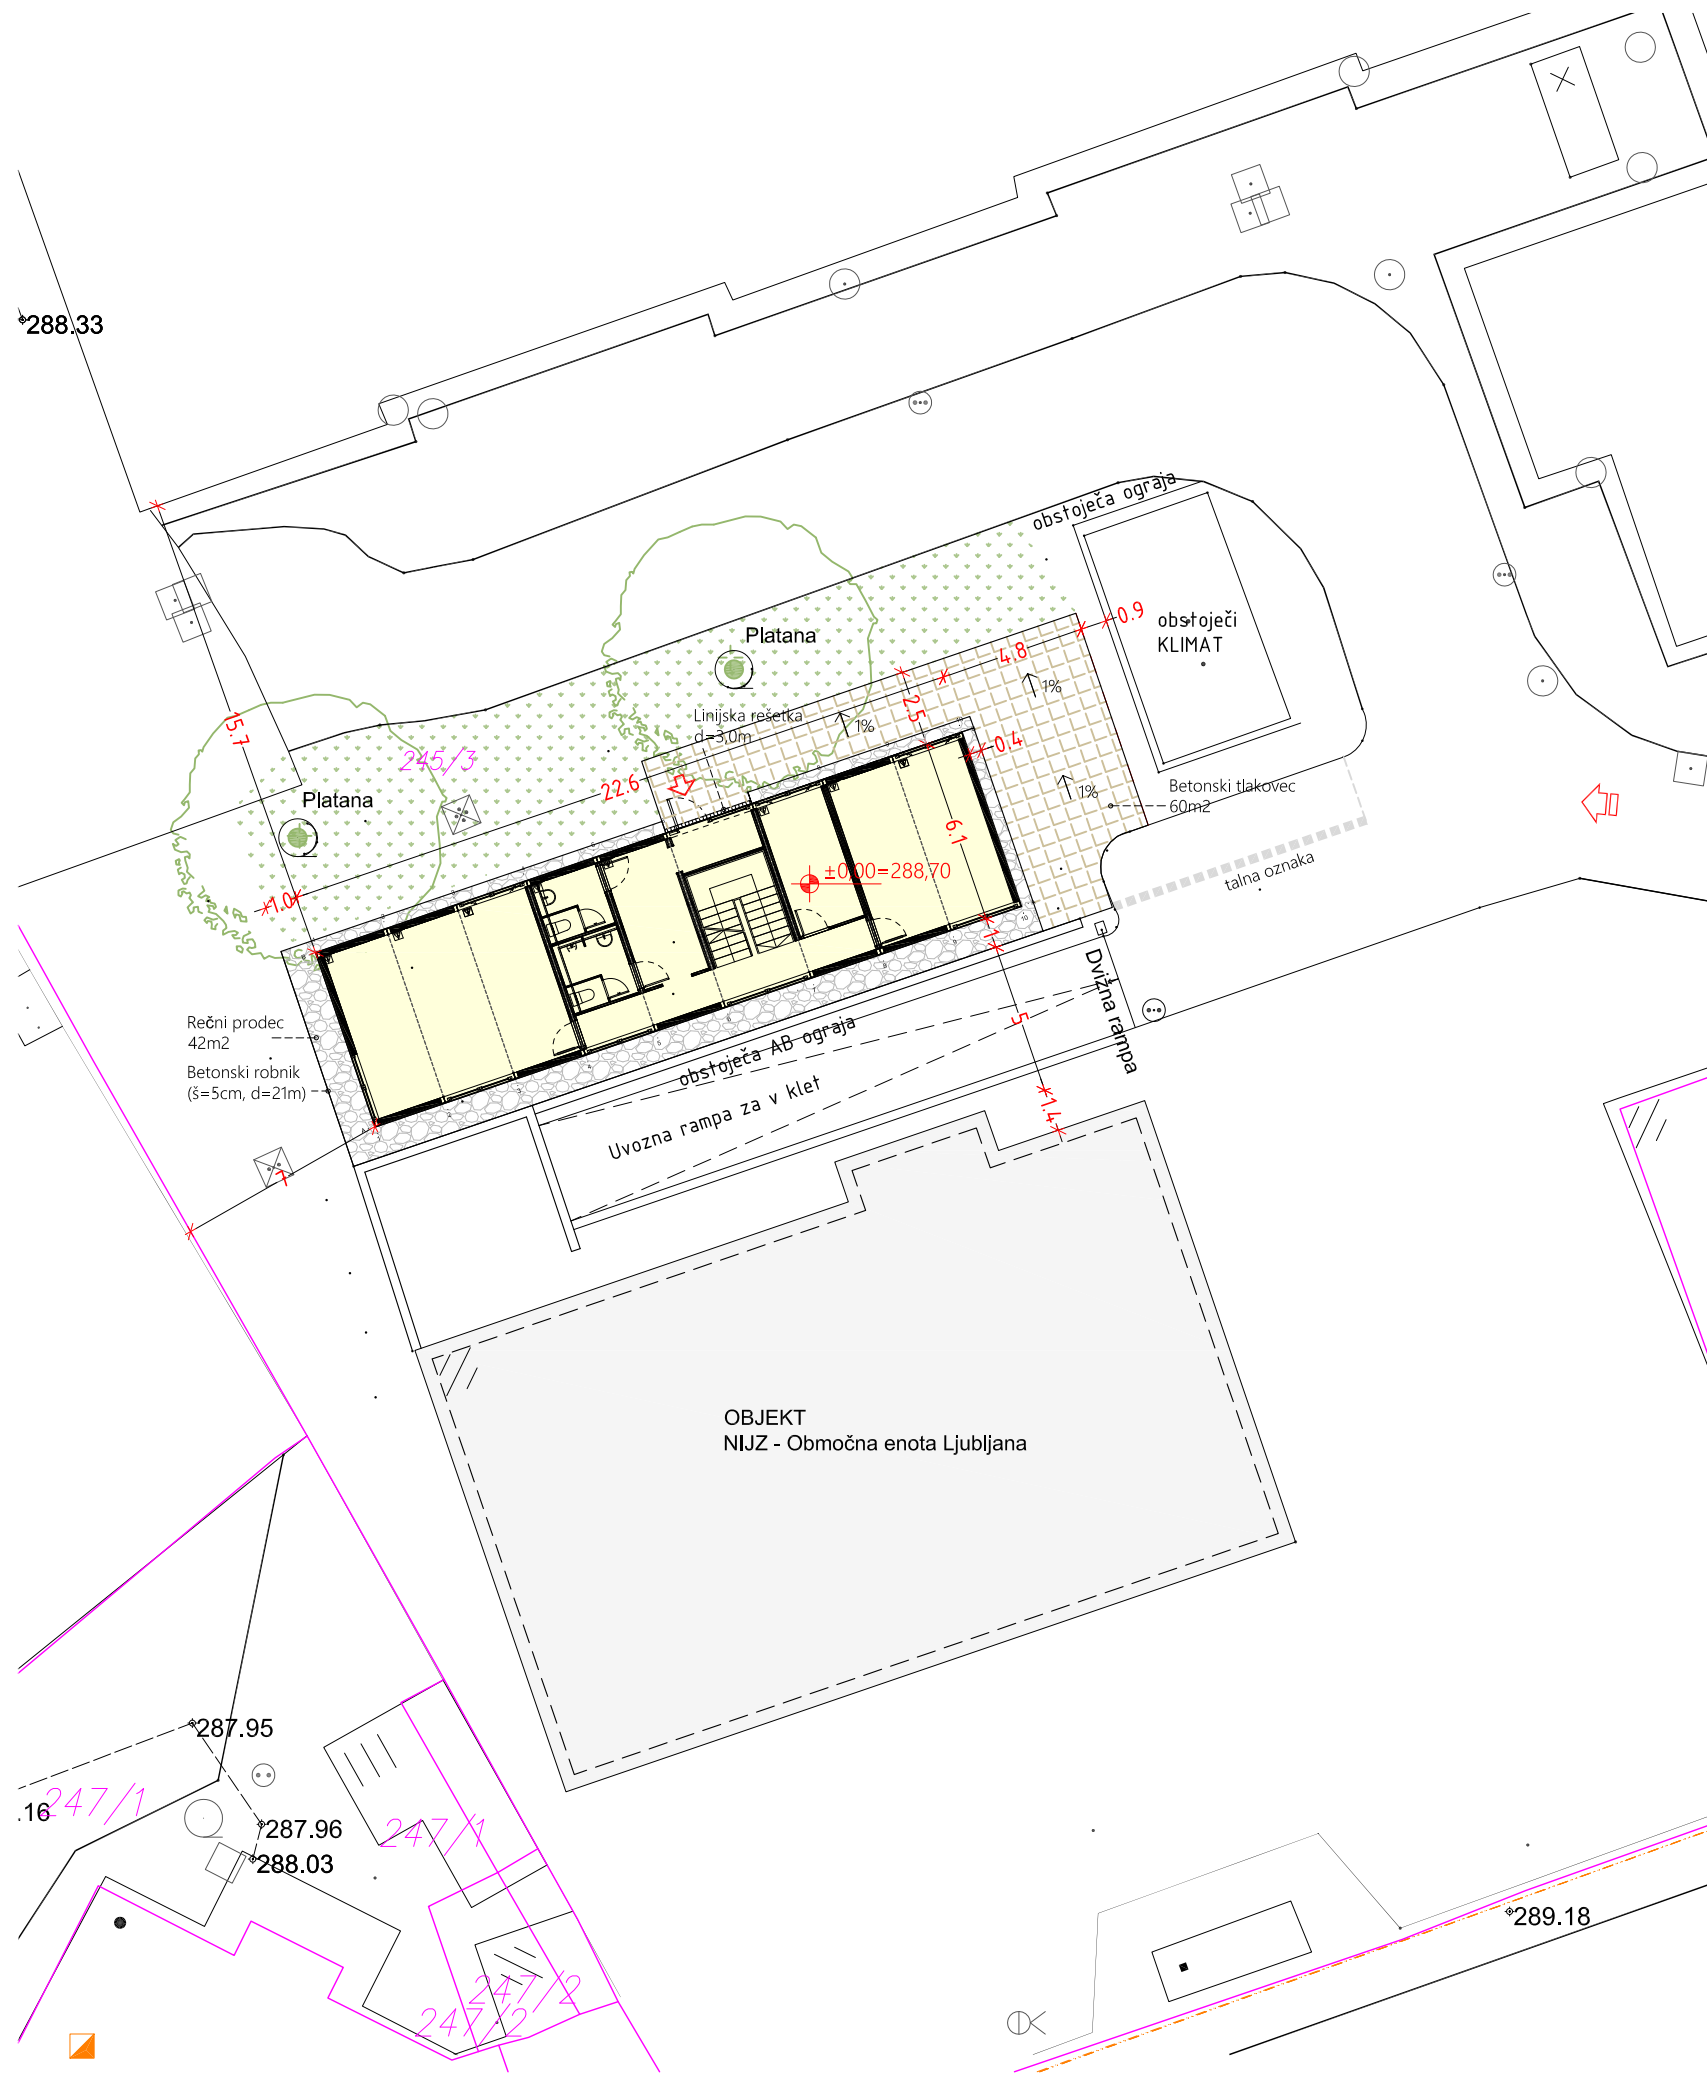 288.33
obstoječa ograja
0.9
obstoječi
KLIMAT
Platana
4.8
1%
2.5
Linijska rešetka
d=3,0m
1%
15.7
245/3
0.4
22.6
1%
Betonski tlakovec
60m2
Platana
6.1
±0,00=288,70
talna oznaka
1.0
1
Dvižna rampa
Rečni prodec
42m2
5
obstoječa AB ograja
Betonski robnik
(š=5cm, d=21m)
Uvozna rampa za v klet
1.4
7
OBJEKT
NIJZ - Območna enota Ljubljana
287.95
247/1
.16
287.96
247/1
288.03
289.18
247/2
247/2